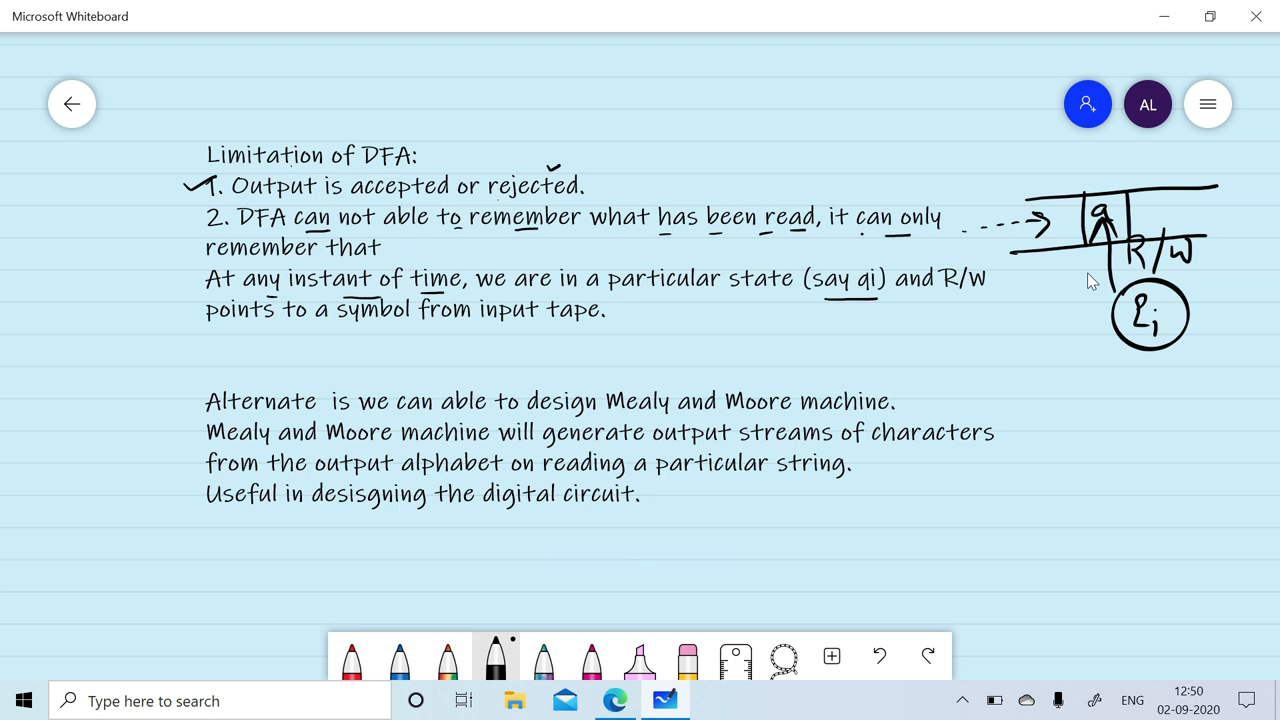 Microsoft Whiteboard
AL
Limitation of DFA:
1. Output is accepted or rejected.
2. DFA can not able to remember what has been read, it can only
remember that
At any instant of time, we are in a particular state (say qi) and R/W
points to a symbol from input tape.
a
R/W
qi
Alternate is we can able to design Mealy and Moore machine.
Mealy and Moore machine will generate output streams of characters
from the output alphabet on reading a particular string.
Useful in desisgning the digital circuit.
Type here to search
ENG
12:50
02-09-2020